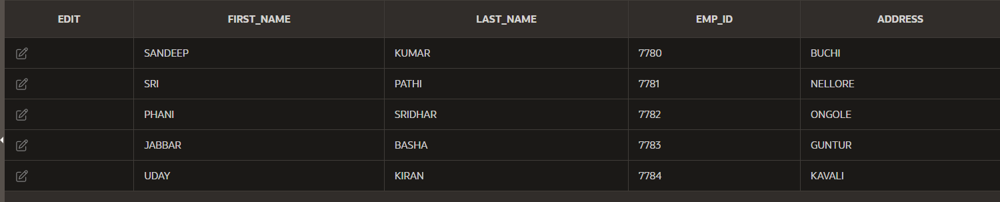 EDIT FIRST_NAME LAST_NAME EMP_ID ADDRESS
SANDEEP KUMAR 7780 BUCHI
SRI PATHI 7781 NELLORE
PHANI SRIDHAR 7782 ONGOLE
JABBAR BASHA 7783 GUNTUR
UDAY KIRAN 7784 KAVALI